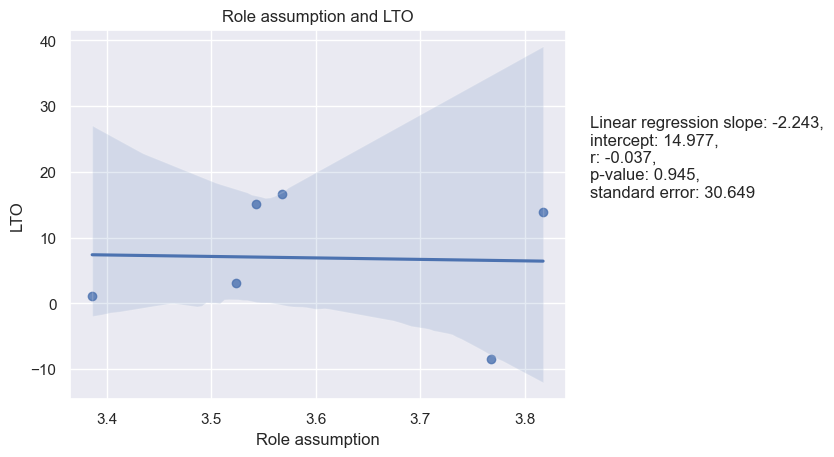 Role assumption and LTO
40
30
20
10
0
−10
LTO
3.4
3.5
3.6
3.7
3.8
Role assumption
Linear regression slope: -2.243,
intercept: 14.977,
r: -0.037,
p-value: 0.945,
standard error: 30.649